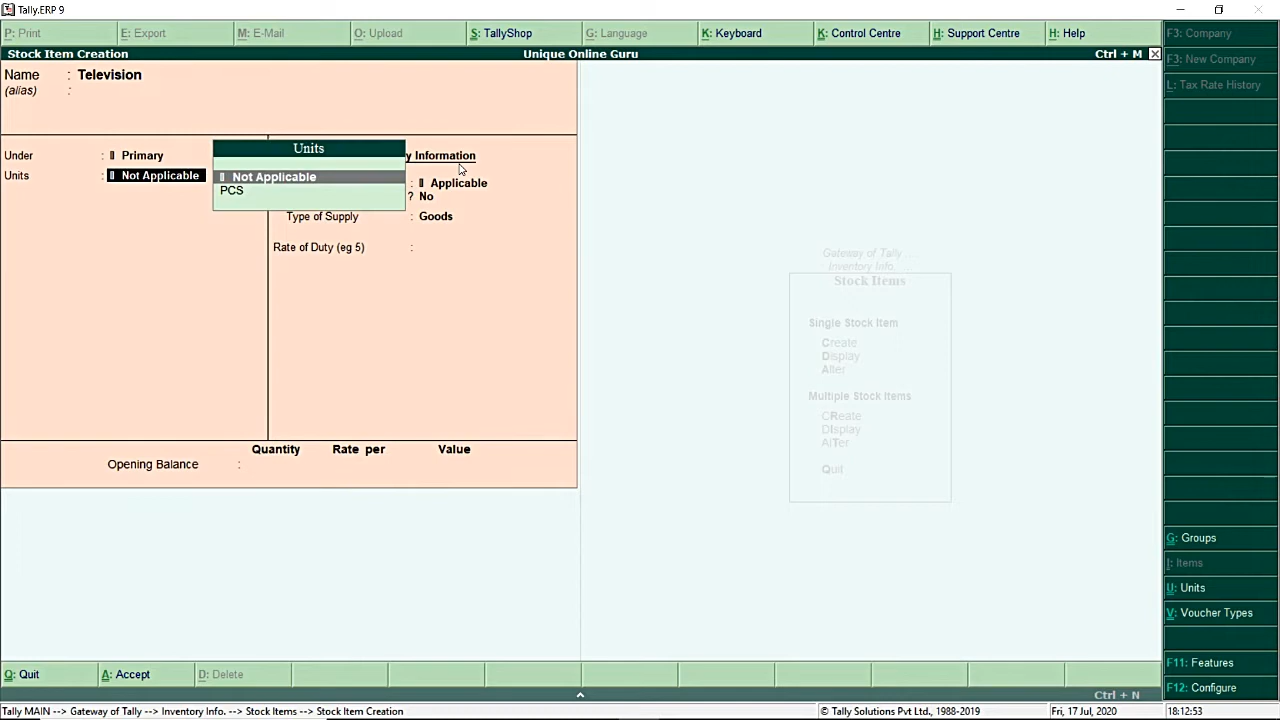 Tally.ERP 9
P: Print E: Export M: E-Mail O: Upload S: TallyShop G: Language K: Keyboard K: Control Centre H: Support Centre H: Help F3: Company
Stock Item Creation Unique Online Guru Ctrl + M
F3: New Company
L: Tax Rate History
Name : Television
(alias) :
Under : Primary
Units : Not Applicable
Units
Not Applicable
PCS
y Information
: Applicable
? No
Type of Supply : Goods
Rate of Duty (eg 5) :
Gateway of Tally ....
Inventory Info. ....
Stock Items
Single Stock Item
Create
Display
Alter
Multiple Stock Items
CReate
DIsplay
AlTer
Quit
Quantity Rate per Value
Opening Balance :
G: Groups
I: Items
U: Units
V: Voucher Types
F11: Features
F12: Configure
Q: Quit A: Accept D: Delete
Ctrl + N
Tally MAIN --> Gateway of Tally --> Inventory Info. --> Stock Items --> Stock Item Creation © Tally Solutions Pvt Ltd., 1988-2019 Fri, 17 Jul, 2020 18:12:53